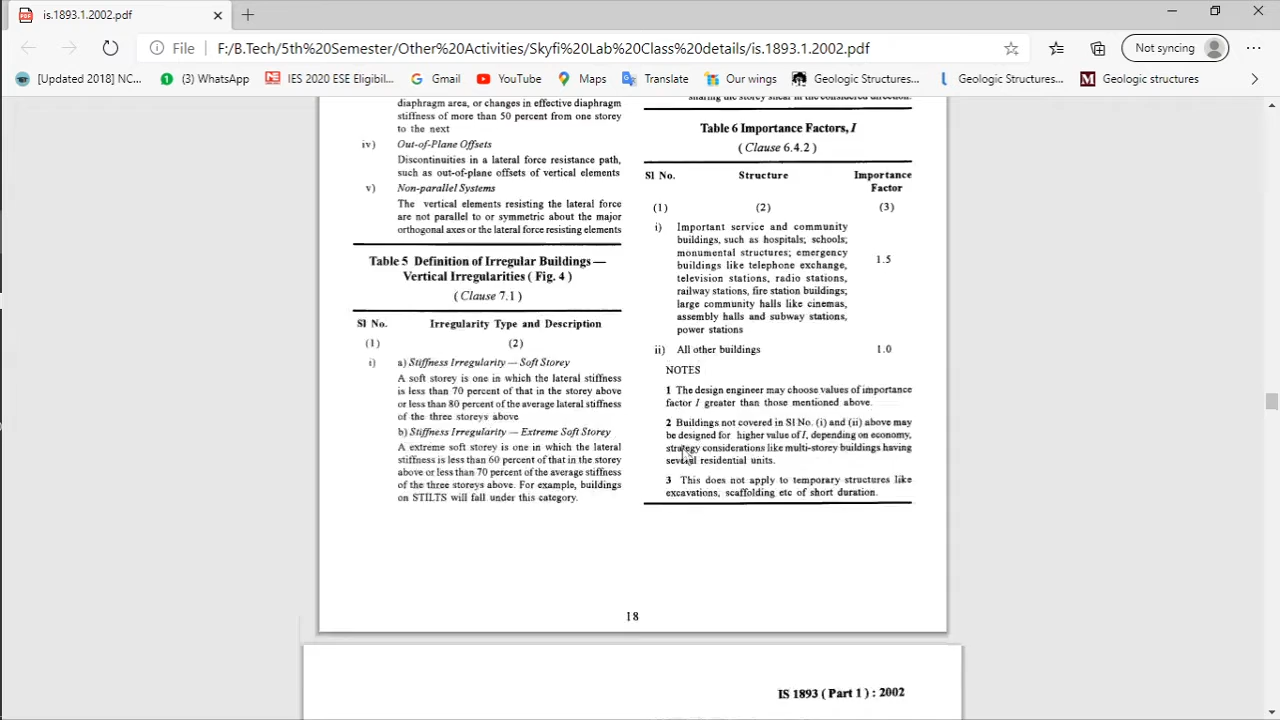 is.1893.1.2002.pdf
File
F:/B.Tech/5th%20Semester/Other%20Activities/Skyfi%20Lab%20Class%20details/is.1893.1.2002.pdf
Not syncing
[Updated 2018] NC...
(3) WhatsApp
IES 2020 ESE Eligibil...
Gmail
YouTube
Maps
Translate
Our wings
Geologic Structures...
Geologic Structures...
Geologic structures
diaphragm area, or changes in effective diaphragm
stiffness of more than 50 percent from one storey
to the next
iv) Out-of-Plane Offsets
Discontinuities in a lateral force resistance path,
such as out-of-plane offsets of vertical elements
v) Non-parallel Systems
The vertical elements resisting the lateral force
are not parallel to or symmetric about the major
orthogonal axes or the lateral force resisting elements
Table 5 Definition of Irregular Buildings —
Vertical Irregularities ( Fig. 4 )
( Clause 7.1 )
Sl No. Irregularity Type and Description
(1) (2)
i) a) Stiffness Irregularity — Soft Storey
A soft storey is one in which the lateral stiffness
is less than 70 percent of that in the storey above
or less than 80 percent of the average lateral stiffness
of the three storeys above
b) Stiffness Irregularity — Extreme Soft Storey
A extreme soft storey is one in which the lateral
stiffness is less than 60 percent of that in the storey
above or less than 70 percent of the average stiffness
of the three storeys above. For example, buildings
on STILTS will fall under this category.
sharing the storey shear in the considered direction.
Table 6 Importance Factors, I
( Clause 6.4.2 )
Sl No. Structure Importance
Factor
(1) (2) (3)
i) Important service and community
buildings, such as hospitals; schools;
monumental structures; emergency
buildings like telephone exchange, 1.5
television stations, radio stations,
railway stations, fire station buildings;
large community halls like cinemas,
assembly halls and subway stations,
power stations
ii) All other buildings 1.0
NOTES
1 The design engineer may choose values of importance
factor I greater than those mentioned above.
2 Buildings not covered in Sl No. (i) and (ii) above may
be designed for higher value of I, depending on economy,
strategy considerations like multi-storey buildings having
several residential units.
3 This does not apply to temporary structures like
excavations, scaffolding etc of short duration.
18
IS 1893 ( Part 1 ) : 2002